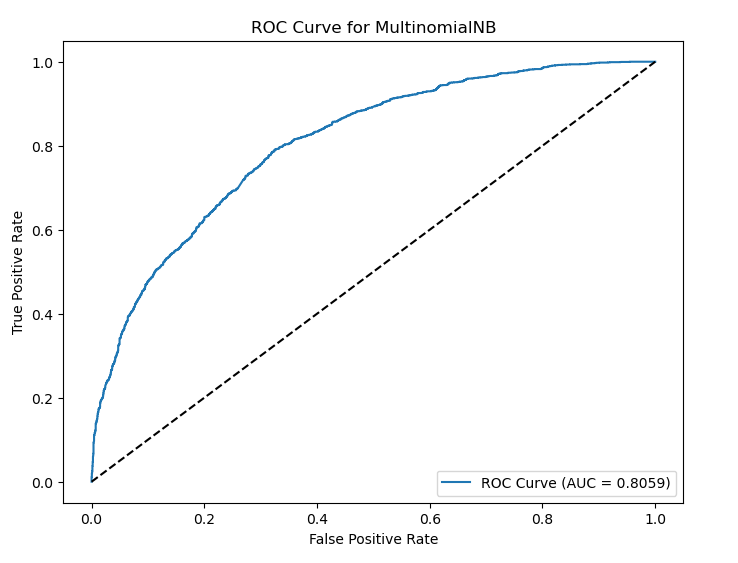 ROC Curve for MultinomialNB
True Positive Rate
1.0
0.8
0.6
0.4
0.2
0.0
ROC Curve (AUC = 0.8059)
0.0 0.2 0.4 0.6 0.8 1.0
False Positive Rate